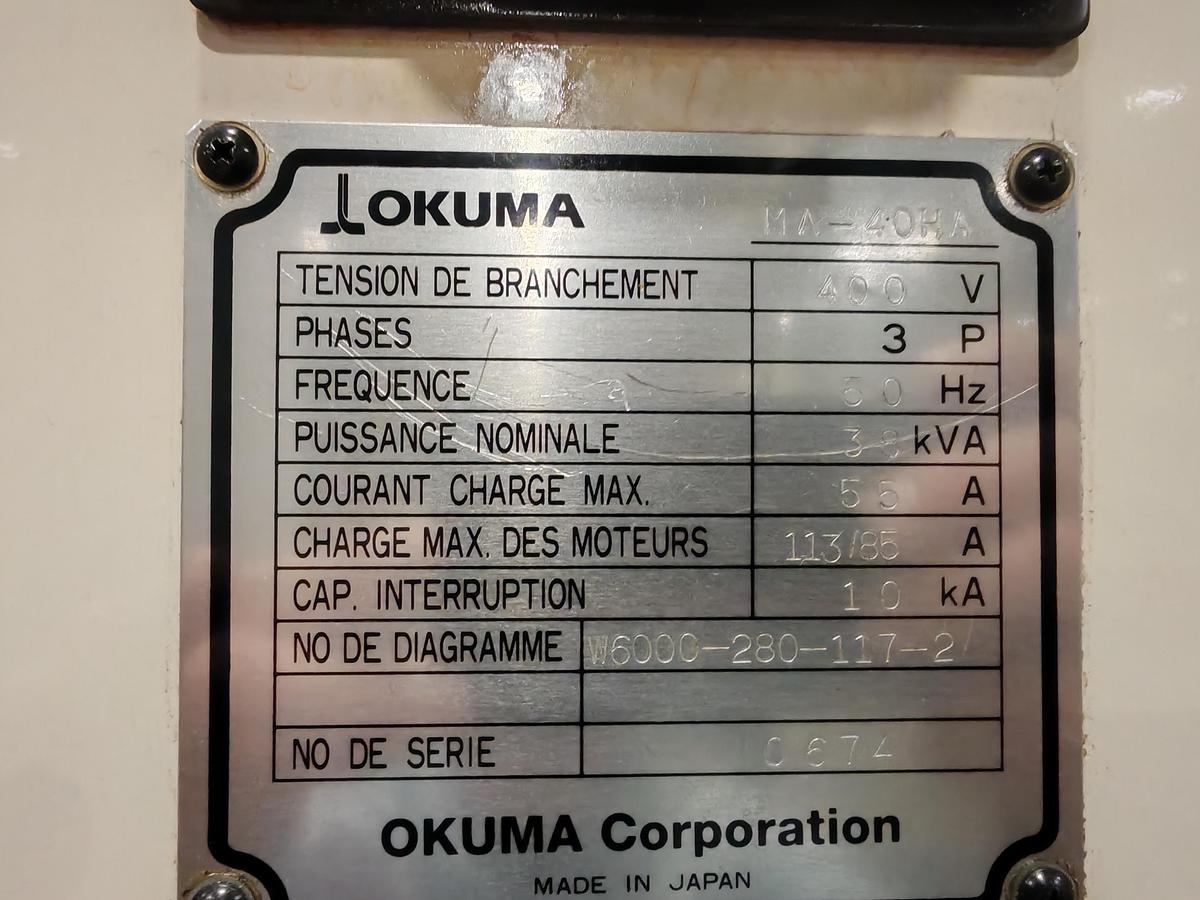 OKUMA MA-40HA
TENSION DE BRANCHEMENT 400 V
PHASES 3 P
FREQUENCE 50 Hz
PUISSANCE NOMINALE 38 kVA
COURANT CHARGE MAX. 55 A
CHARGE MAX. DES MOTEURS 113/85 A
CAP. INTERRUPTION 10 kA
NO DE DIAGRAMME W6000-280-117-2
NO DE SERIE 0674
OKUMA Corporation
MADE IN JAPAN